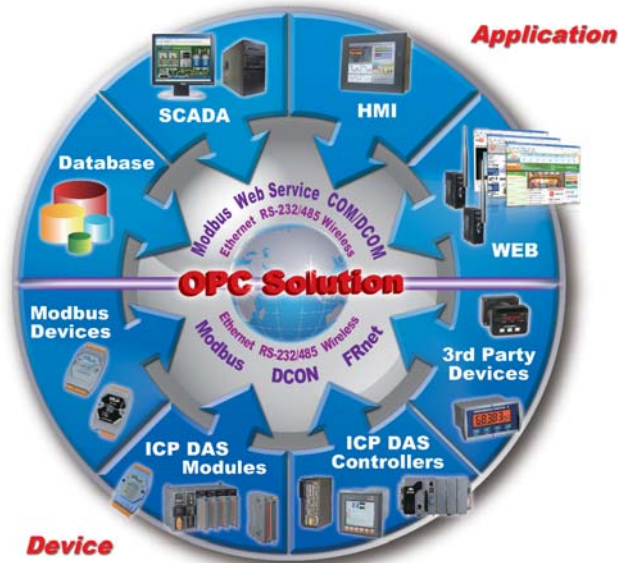 Application
SCADA
HMI
Database
WEB
Modbus Web Service COM/DCOM
Ethernet RS-232/485 Wireless
OPC Solution
Ethernet RS-232/485 Wireless
Modbus DCON FRnet
Modbus
Devices
3rd Party
Devices
ICP DAS
Modules
ICP DAS
Controllers
Device